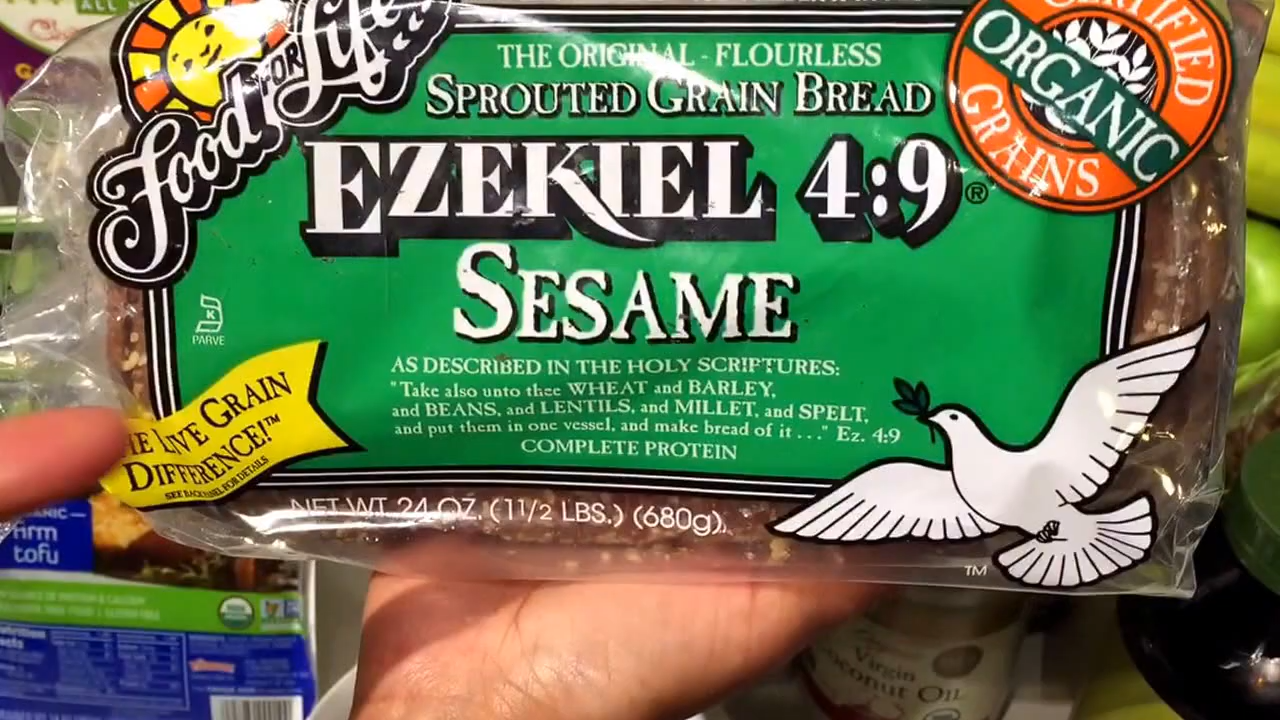 ALL N
Food FOR Life
THE ORIGINAL - FLOURLESS
SPROUTED GRAIN BREAD
EZEKIEL 4:9®
SESAME
CERTIFIED
ORGANIC
GRAINS
K
PARVE
AS DESCRIBED IN THE HOLY SCRIPTURES:
"Take also unto thee WHEAT and BARLEY,
and BEANS, and LENTILS, and MILLET, and SPELT,
and put them in one vessel, and make bread of it . . ." Ez. 4:9
COMPLETE PROTEIN
HE LIVE GRAIN
DIFFERENCE!™
SEE BACK PANEL FOR DETAILS
NET WT. 24 OZ. (1 1/2 LBS.) (680g).
TM
firm
tofu
Virgin
Coconut Oil